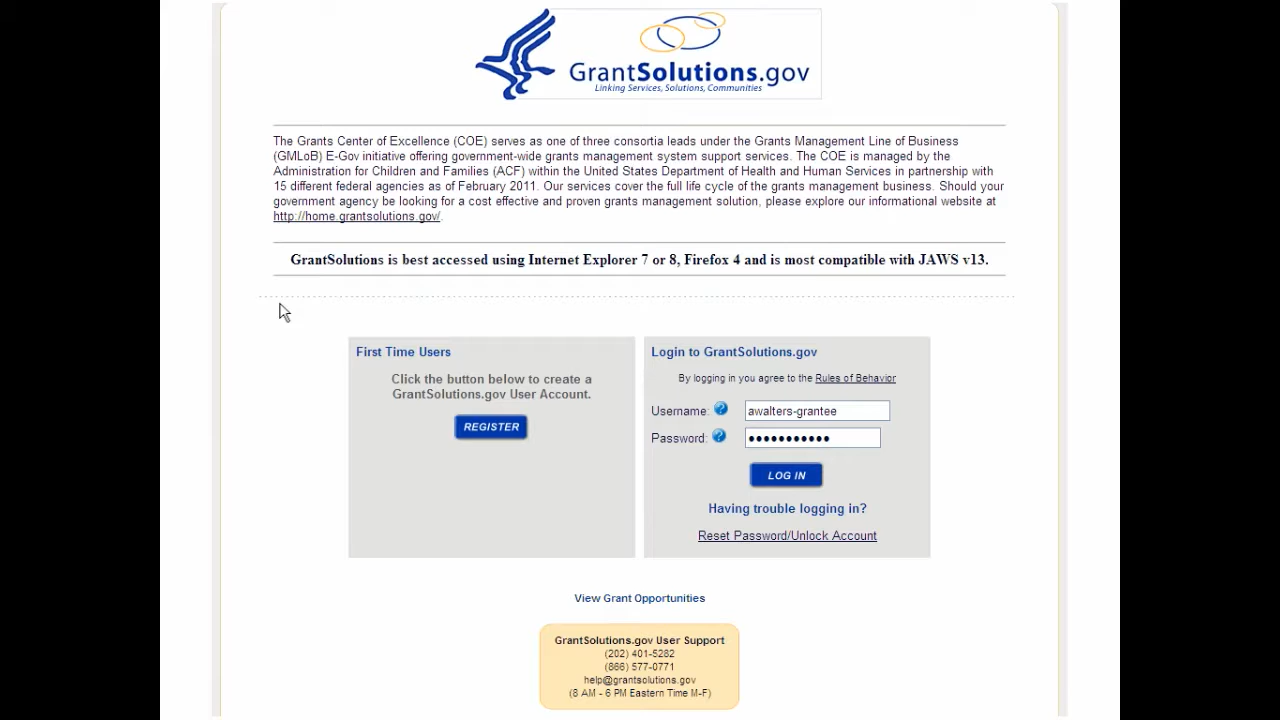 GrantSolutions.gov
Linking Services, Solutions, Communities
The Grants Center of Excellence (COE) serves as one of three consortia leads under the Grants Management Line of Business
(GMLoB) E-Gov initiative offering government-wide grants management system support services. The COE is managed by the
Administration for Children and Families (ACF) within the United States Department of Health and Human Services in partnership with
15 different federal agencies as of February 2011. Our services cover the full life cycle of the grants management business. Should your
government agency be looking for a cost effective and proven grants management solution, please explore our informational website at
http://home.grantsolutions.gov/.
GrantSolutions is best accessed using Internet Explorer 7 or 8, Firefox 4 and is most compatible with JAWS v13.
First Time Users
Click the button below to create a
GrantSolutions.gov User Account.
REGISTER
Login to GrantSolutions.gov
By logging in you agree to the Rules of Behavior
Username: ? awalters-grantee
Password: ? ●●●●●●●●●●●
LOG IN
Having trouble logging in?
Reset Password/Unlock Account
View Grant Opportunities
GrantSolutions.gov User Support
(202) 401-5282
(866) 577-0771
help@grantsolutions.gov
(8 AM - 6 PM Eastern Time M-F)